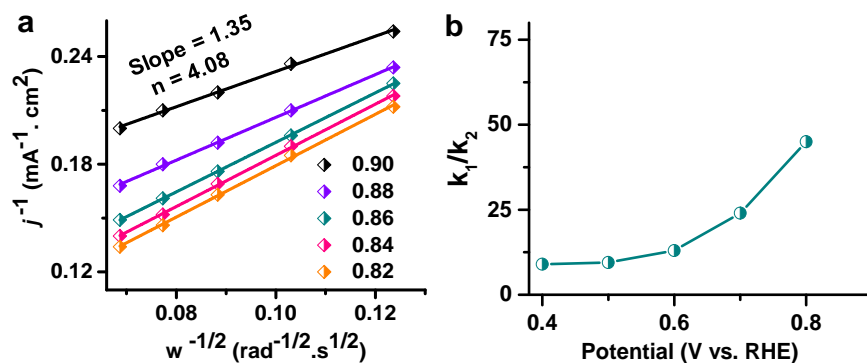 a
Slope = 1.35
n = 4.08
0.24
0.18
0.12
j⁻¹ (mA⁻¹. cm²)
0.90
0.88
0.86
0.84
0.82
0.08
0.10
0.12
w ⁻¹/² (rad⁻¹/².s¹/²)
b
75
50
25
0
k₁/k₂
0.4
0.6
0.8
Potential (V vs. RHE)